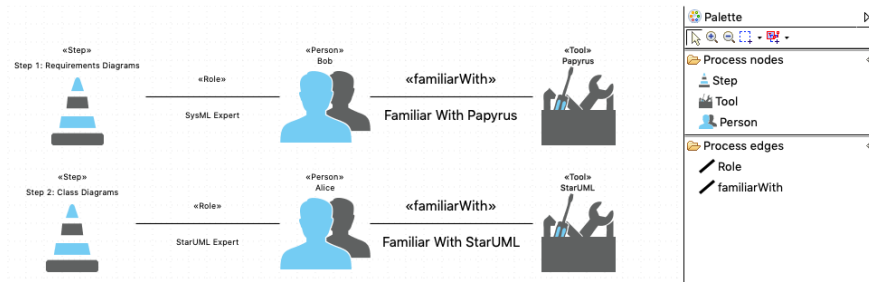 «Step»
Step 1: Requirements Diagrams
«Role»
SysML Expert
«Person»
Bob
«familiarWith»
Familiar With Papyrus
«Tool»
Papyrus
«Step»
Step 2: Class Diagrams
«Role»
StarUML Expert
«Person»
Alice
«familiarWith»
Familiar With StarUML
«Tool»
StarUML
Palette
Process nodes
Step
Tool
Person
Process edges
Role
familiarWith